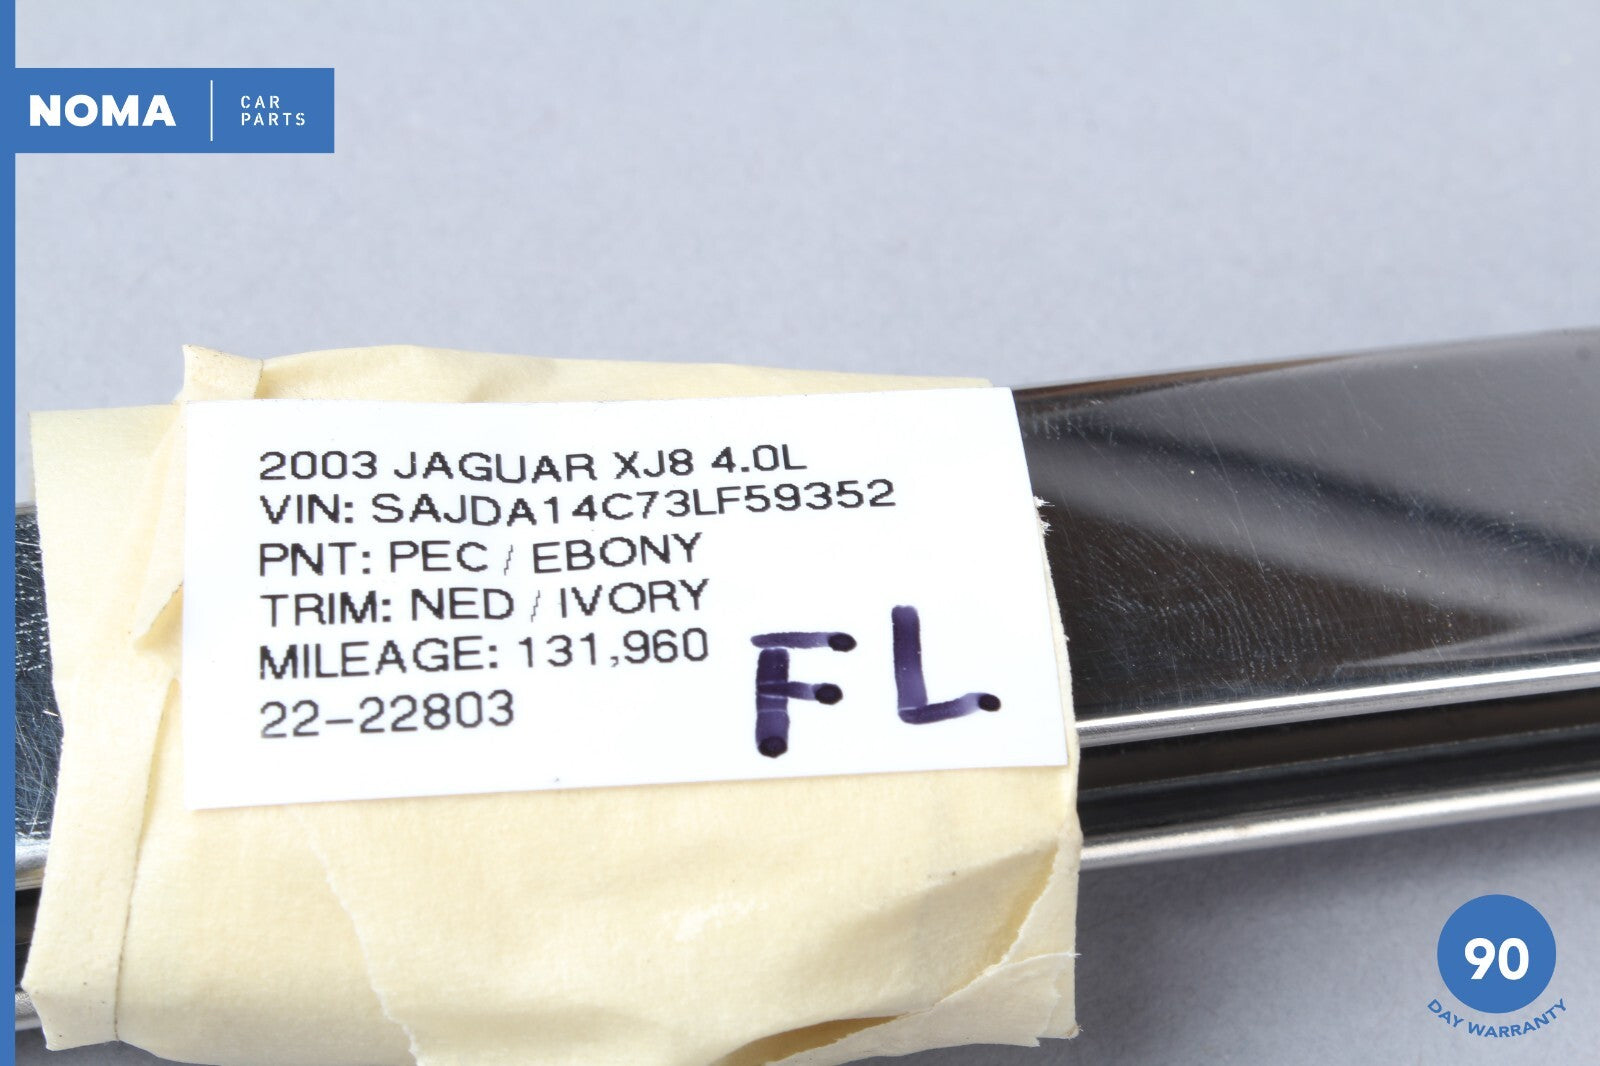 NOMA
CAR
PARTS
2003 JAGUAR XJ8 4.0L
VIN: SAJDA14C73LF59352
PNT: PEC / EBONY
TRIM: NED / IVORY
MILEAGE: 131,960
22-22803
FL
90
DAY WARRANTY